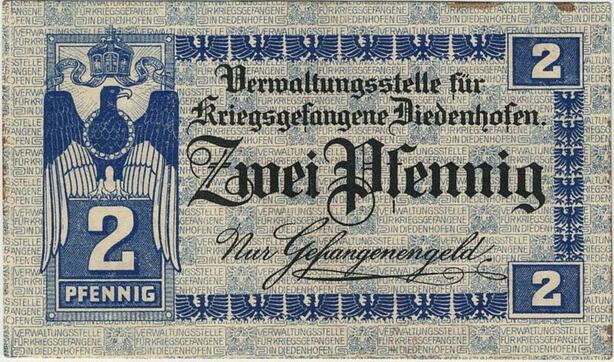 2
Verwaltungsstelle für
Kriegsgefangene Diedenhofen.
Zwei Pfennig
Nur Gefangenengeld.
2
PFENNIG
2
VERWALTUNGSSTELLE
FÜR KRIEGSGEFANGENE
IN DIEDENHOFEN